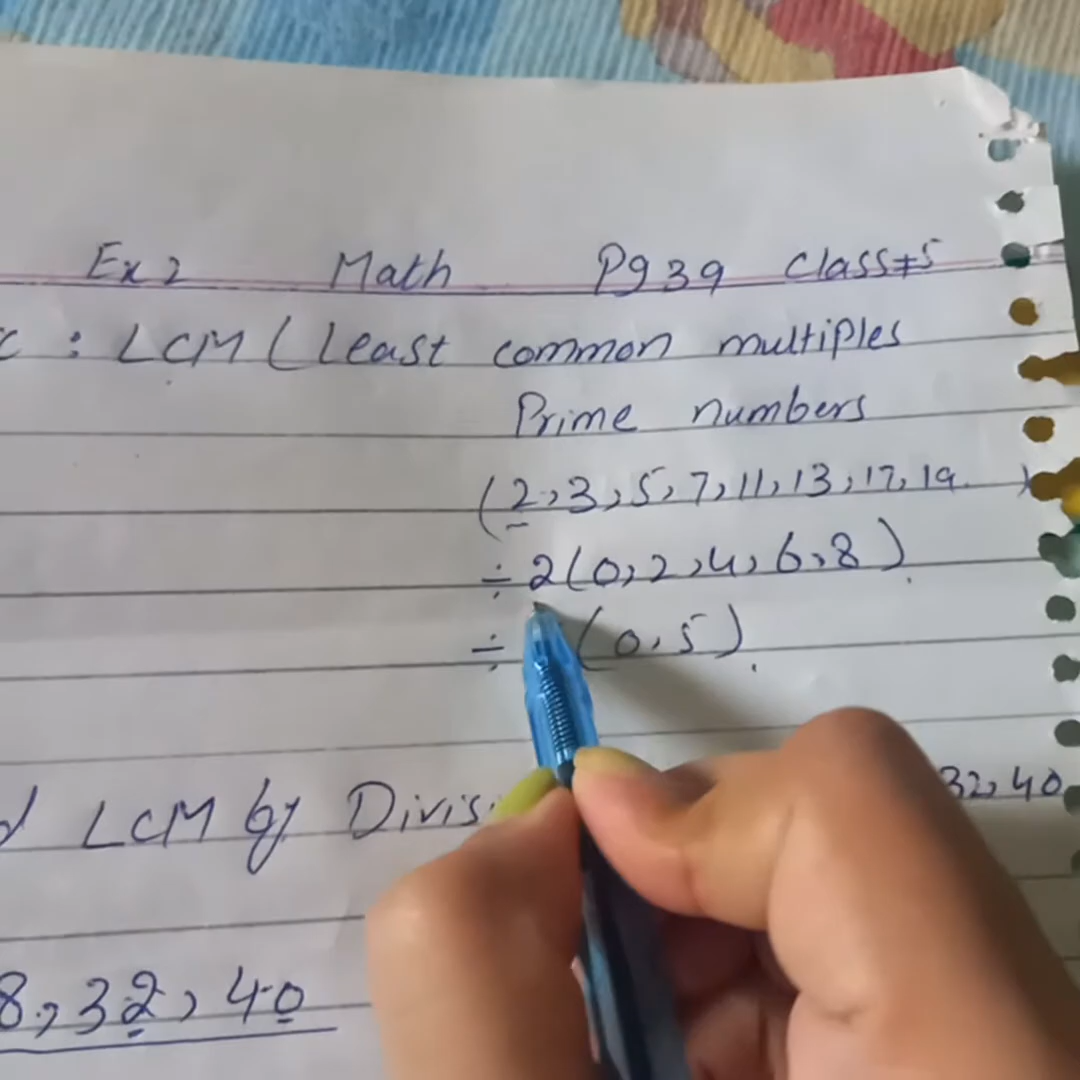 Ex 2 Math Pg 39 Class 5
c : LCM ( Least common multiples
Prime numbers
(2,3,5,7,11,13,17,19. )
÷ 2(0,2,4,6,8).
÷ (0,5).
d LCM by Divis 32,40
8,32,40